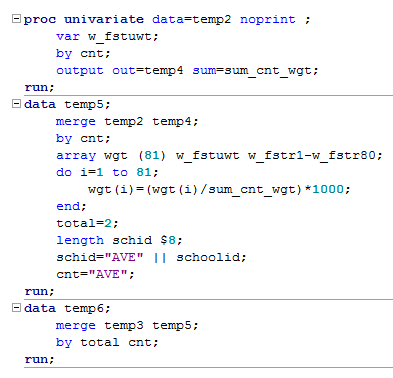 proc univariate data=temp2 noprint ;
var w_fstuwt;
by cnt;
output out=temp4 sum=sum_cnt_wgt;
run;
data temp5;
merge temp2 temp4;
by cnt;
array wgt (81) w_fstuwt w_fstr1-w_fstr80;
do i=1 to 81;
wgt(i)=(wgt(i)/sum_cnt_wgt)*1000;
end;
total=2;
length schid $8;
schid="AVE" || schoolid;
cnt="AVE";
run;
data temp6;
merge temp3 temp5;
by total cnt;
run;